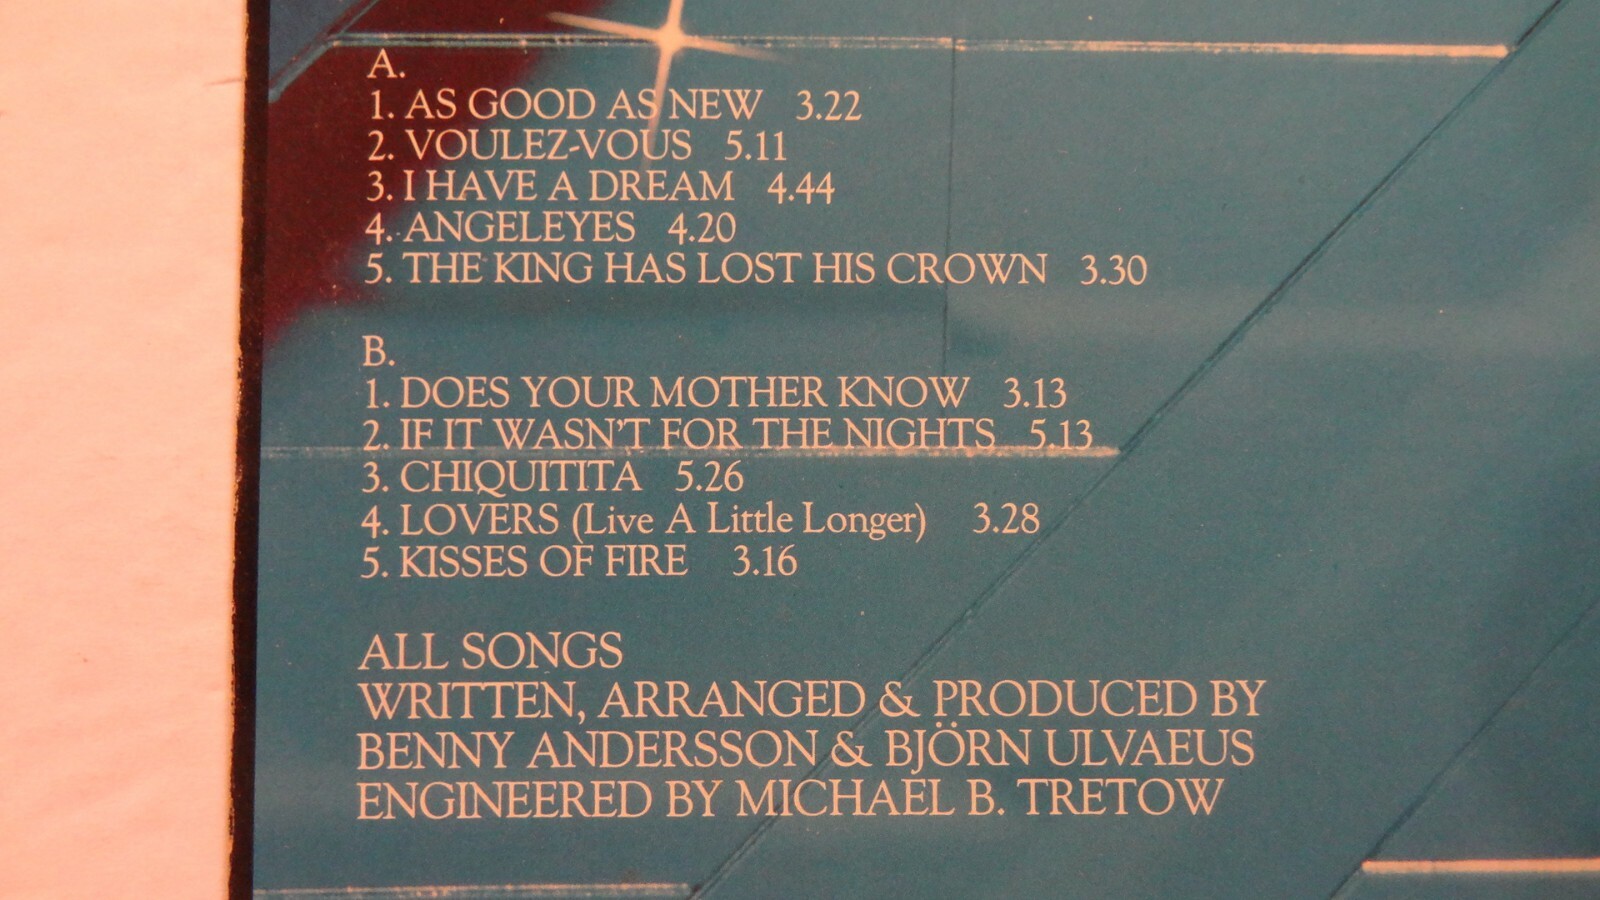 A.
1. AS GOOD AS NEW 3.22
2. VOULEZ-VOUS 5.11
3. I HAVE A DREAM 4.44
4. ANGELEYES 4.20
5. THE KING HAS LOST HIS CROWN 3.30
B.
1. DOES YOUR MOTHER KNOW 3.13
2. IF IT WASN'T FOR THE NIGHTS 5.13
3. CHIQUITITA 5.26
4. LOVERS (Live A Little Longer) 3.28
5. KISSES OF FIRE 3.16
ALL SONGS
WRITTEN, ARRANGED & PRODUCED BY
BENNY ANDERSSON & BJÖRN ULVAEUS
ENGINEERED BY MICHAEL B. TRETOW